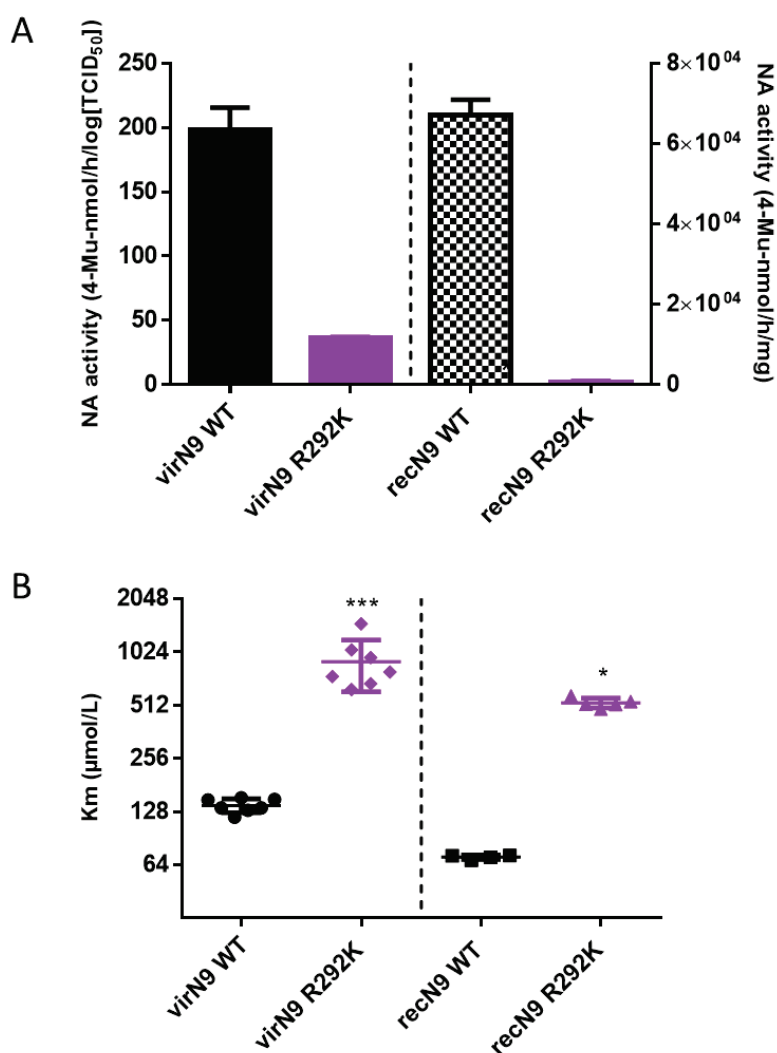 A
NA activity (4-Mu-nmol/h/log[TCID50])
250
200
150
100
50
0
8×10^04
6×10^04
4×10^04
2×10^04
0
NA activity (4-Mu-nmol/h/mg)
virN9 WT
virN9 R292K
recN9 WT
recN9 R292K
B
Km (µmol/L)
2048
1024
512
256
128
64
***
*
virN9 WT
virN9 R292K
recN9 WT
recN9 R292K